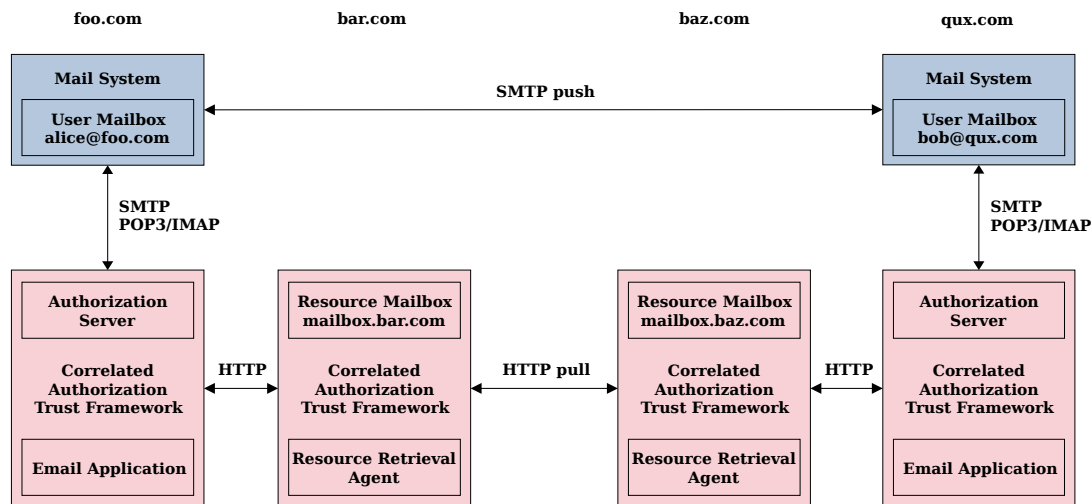 foo.com
bar.com
baz.com
qux.com
Mail System
User Mailbox
alice@foo.com
SMTP push
Mail System
User Mailbox
bob@qux.com
SMTP
POP3/IMAP
SMTP
POP3/IMAP
Authorization
Server
Correlated
Authorization
Trust Framework
Email Application
HTTP
Resource Mailbox
mailbox.bar.com
Correlated
Authorization
Trust Framework
Resource Retrieval
Agent
HTTP pull
Resource Mailbox
mailbox.baz.com
Correlated
Authorization
Trust Framework
Resource Retrieval
Agent
HTTP
Authorization
Server
Correlated
Authorization
Trust Framework
Email Application